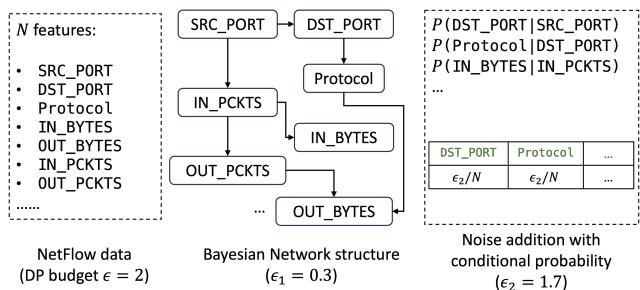 N features:
• SRC_PORT
• DST_PORT
• Protocol
• IN_BYTES
• OUT_BYTES
• IN_PCKTS
• OUT_PCKTS
......
NetFlow data
(DP budget ϵ = 2)
SRC_PORT
DST_PORT
Protocol
IN_PCKTS
IN_BYTES
OUT_PCKTS
... OUT_BYTES
Bayesian Network structure
(ϵ₁ = 0.3)
P(DST_PORT|SRC_PORT)
P(Protocol|DST_PORT)
P(IN_BYTES|IN_PCKTS)
...
DST_PORT Protocol ...
ϵ₂/N ϵ₂/N ...
Noise addition with
conditional probability
(ϵ₂ = 1.7)